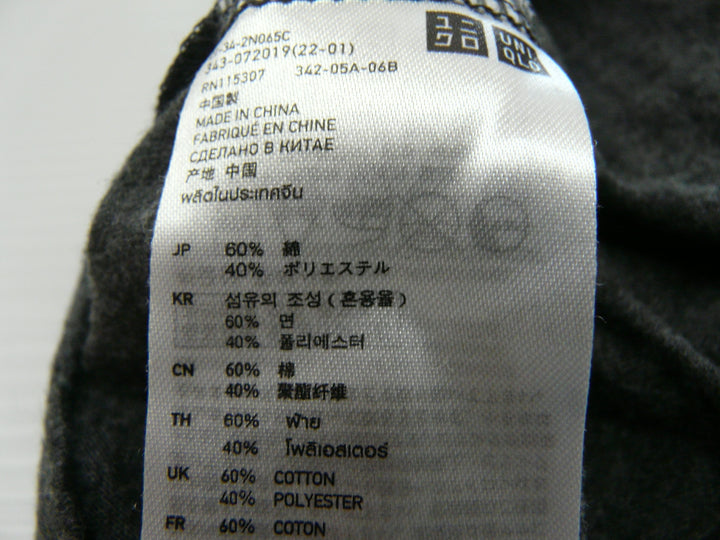 -34-2N065C
343-072019(22-01)
RN115307 342-05A-06B
ユニ
クロ
UNI
QLO
中国製
MADE IN CHINA
FABRIQUÉ EN CHINE
СДЕЛАНО В КИТАЕ
产地 中国
ผลิตในประเทศจีน
JP 60% 綿
40% ポリエステル
KR 섬유의 조성 ( 혼용율 )
60% 면
40% 폴리에스터
CN 60% 棉
40% 聚酯纤维
TH 60% ฝ้าย
40% โพลิเอสเตอร์
UK 60% COTTON
40% POLYESTER
FR 60% COTON